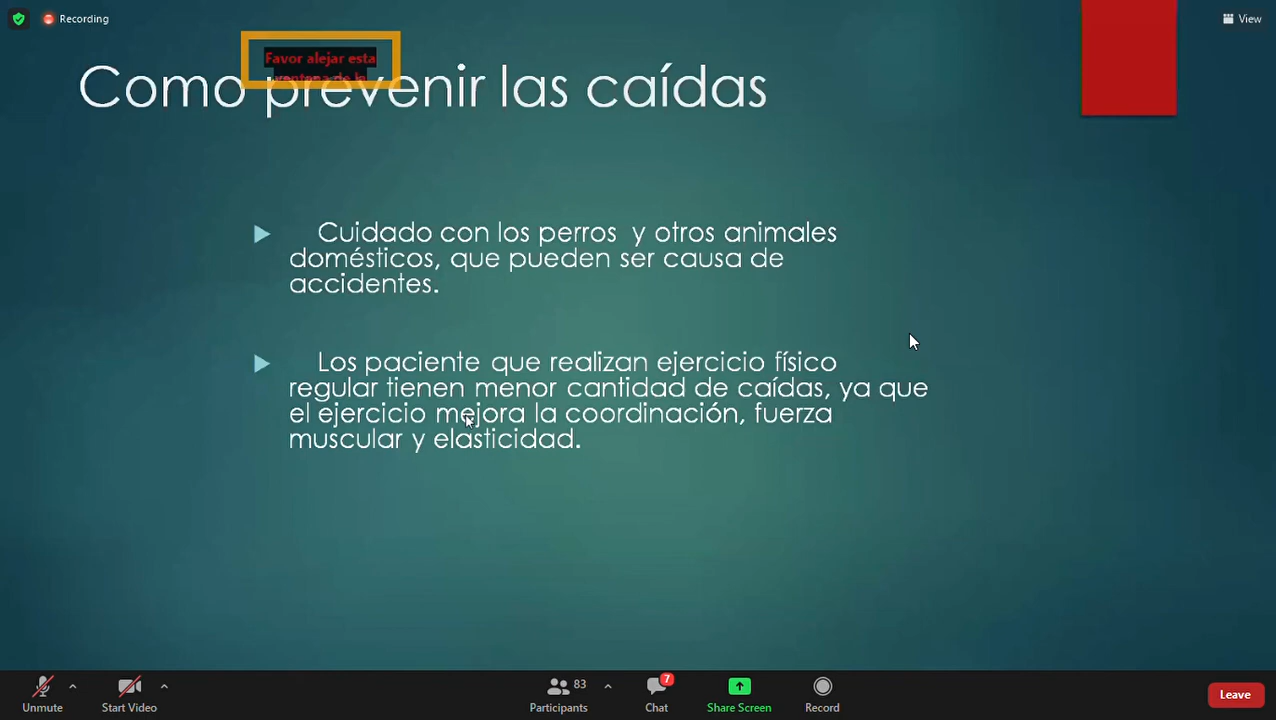 Recording
View
Favor alejar esta
Como prevenir las caídas
Cuidado con los perros y otros animales
domésticos, que pueden ser causa de
accidentes.
Los paciente que realizan ejercicio físico
regular tienen menor cantidad de caídas, ya que
el ejercicio mejora la coordinación, fuerza
muscular y elasticidad.
83
7
Unmute
Start Video
Participants
Chat
Share Screen
Record
Leave